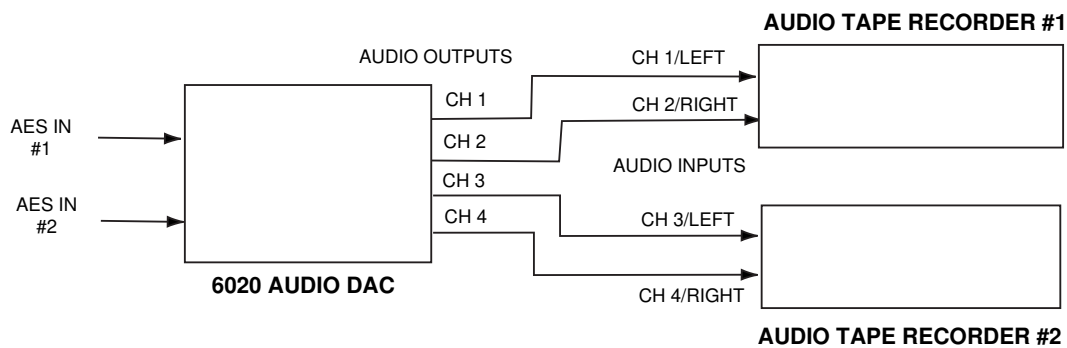 AUDIO TAPE RECORDER #1
AUDIO OUTPUTS
CH 1/LEFT
CH 1
CH 2/RIGHT
AES IN
#1
CH 2
AUDIO INPUTS
CH 3
AES IN
#2
CH 4
CH 3/LEFT
6020 AUDIO DAC
CH 4/RIGHT
AUDIO TAPE RECORDER #2